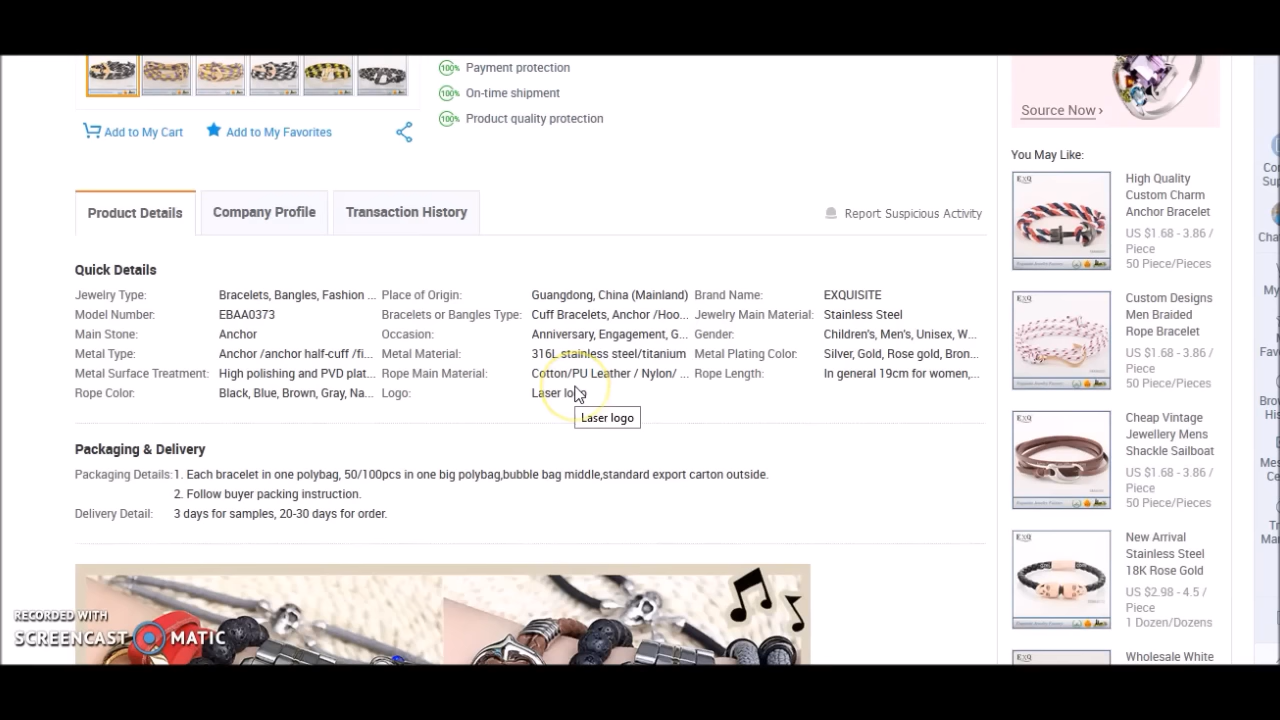 100% Payment protection
100% On-time shipment
100% Product quality protection
Source Now ›
Add to My Cart
Add to My Favorites
Product Details
Company Profile
Transaction History
Report Suspicious Activity
Quick Details
Jewelry Type: Bracelets, Bangles, Fashion ... Place of Origin: Guangdong, China (Mainland) Brand Name: EXQUISITE
Model Number: EBAA0373 Bracelets or Bangles Type: Cuff Bracelets, Anchor /Hoo... Jewelry Main Material: Stainless Steel
Main Stone: Anchor Occasion: Anniversary, Engagement, G... Gender: Children's, Men's, Unisex, W...
Metal Type: Anchor /anchor half-cuff /fi... Metal Material: 316L stainless steel/titanium Metal Plating Color: Silver, Gold, Rose gold, Bron...
Metal Surface Treatment: High polishing and PVD plat... Rope Main Material: Cotton/PU Leather / Nylon/ ... Rope Length: In general 19cm for women,...
Rope Color: Black, Blue, Brown, Gray, Na... Logo: Laser logo
Laser logo
Packaging & Delivery
Packaging Details: 1. Each bracelet in one polybag, 50/100pcs in one big polybag,bubble bag middle,standard export carton outside.
2. Follow buyer packing instruction.
Delivery Detail: 3 days for samples, 20-30 days for order.
You May Like:
High Quality
Custom Charm
Anchor Bracelet
US $1.68 - 3.86 /
Piece
50 Piece/Pieces
Custom Designs
Men Braided
Rope Bracelet
US $1.68 - 3.86 /
Piece
50 Piece/Pieces
Cheap Vintage
Jewellery Mens
Shackle Sailboat
US $1.68 - 3.86 /
Piece
50 Piece/Pieces
New Arrival
Stainless Steel
18K Rose Gold
US $2.98 - 4.5 /
Piece
1 Dozen/Dozens
Wholesale White
RECORDED WITH
SCREENCAST MATIC